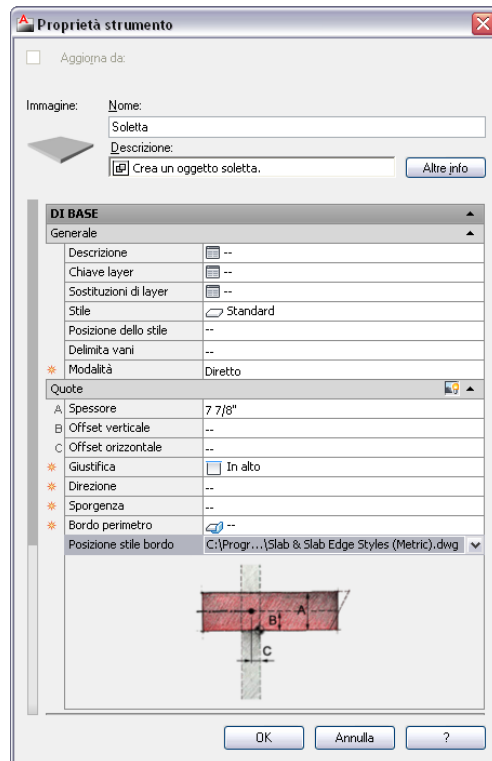 Proprietà strumento
Aggiorna da:
Immagine:
Nome:
Soletta
Descrizione:
Crea un oggetto soletta.
Altre info
DI BASE
Generale
Descrizione --
Chiave layer --
Sostituzioni di layer --
Stile Standard
Posizione dello stile --
Delimita vani --
Modalità Diretto
Quote
A Spessore 7 7/8"
B Offset verticale --
C Offset orizzontale --
Giustifica In alto
Direzione --
Sporgenza --
Bordo perimetro --
Posizione stile bordo C:\Progr...\Slab & Slab Edge Styles (Metric).dwg
A
B
C
OK
Annulla
?